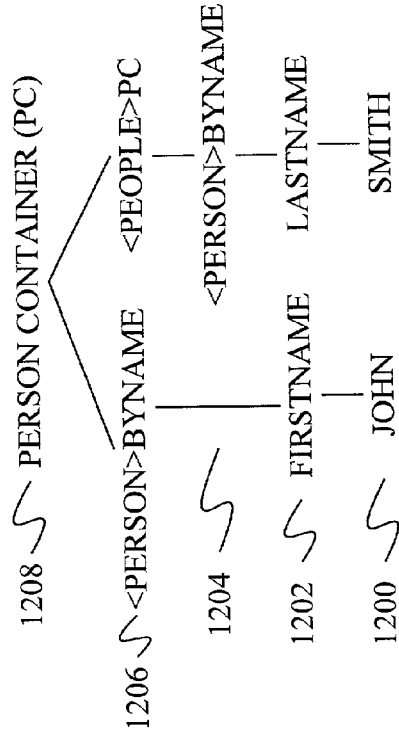 1208 PERSON CONTAINER (PC)
1206 <PERSON>BYNAME <PEOPLE>PC
1204 <PERSON>BYNAME
1202 FIRSTNAME LASTNAME
1200 JOHN SMITH